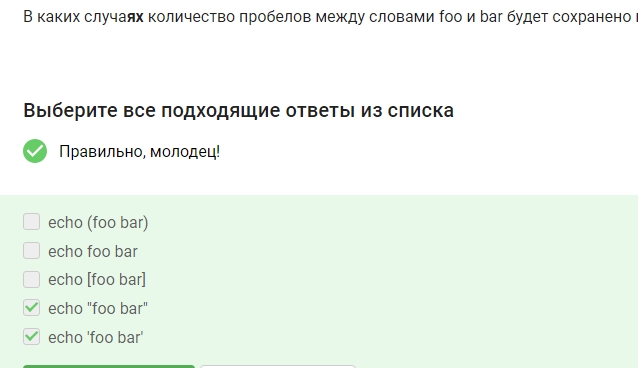 В каких случаях количество пробелов между словами foo и bar будет сохранено
Выберите все подходящие ответы из списка
Правильно, молодец!
echo (foo bar)
echo foo bar
echo [foo bar]
echo "foo bar"
echo 'foo bar'